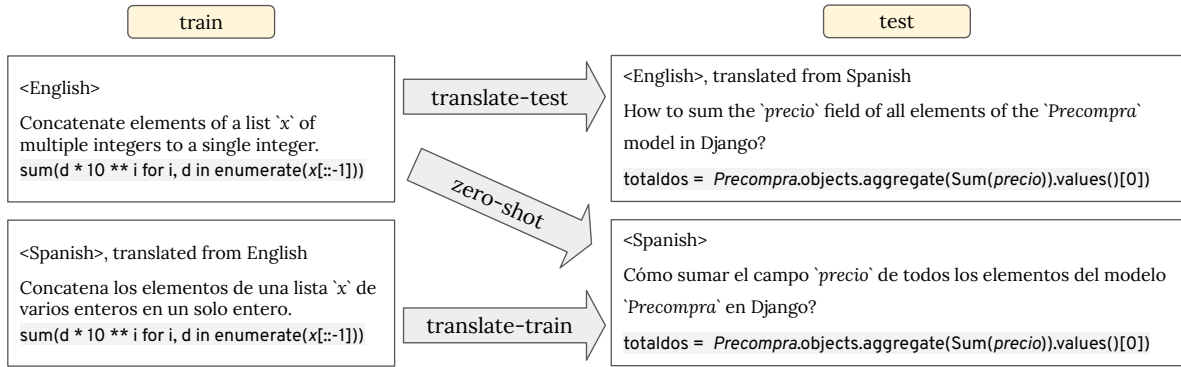 train
test
<English>
Concatenate elements of a list `x` of
multiple integers to a single integer.
sum(d * 10 ** i for i, d in enumerate(x[::-1]))
translate-test
<English>, translated from Spanish
How to sum the `precio` field of all elements of the `Precompra`
model in Django?
totaldos = Precompra.objects.aggregate(Sum(precio)).values()[0])
zero-shot
<Spanish>, translated from English
Concatena los elementos de una lista `x` de
varios enteros en un solo entero.
sum(d * 10 ** i for i, d in enumerate(x[::-1]))
translate-train
<Spanish>
Cómo sumar el campo `precio` de todos los elementos del modelo
`Precompra` en Django?
totaldos = Precompra.objects.aggregate(Sum(precio)).values()[0])